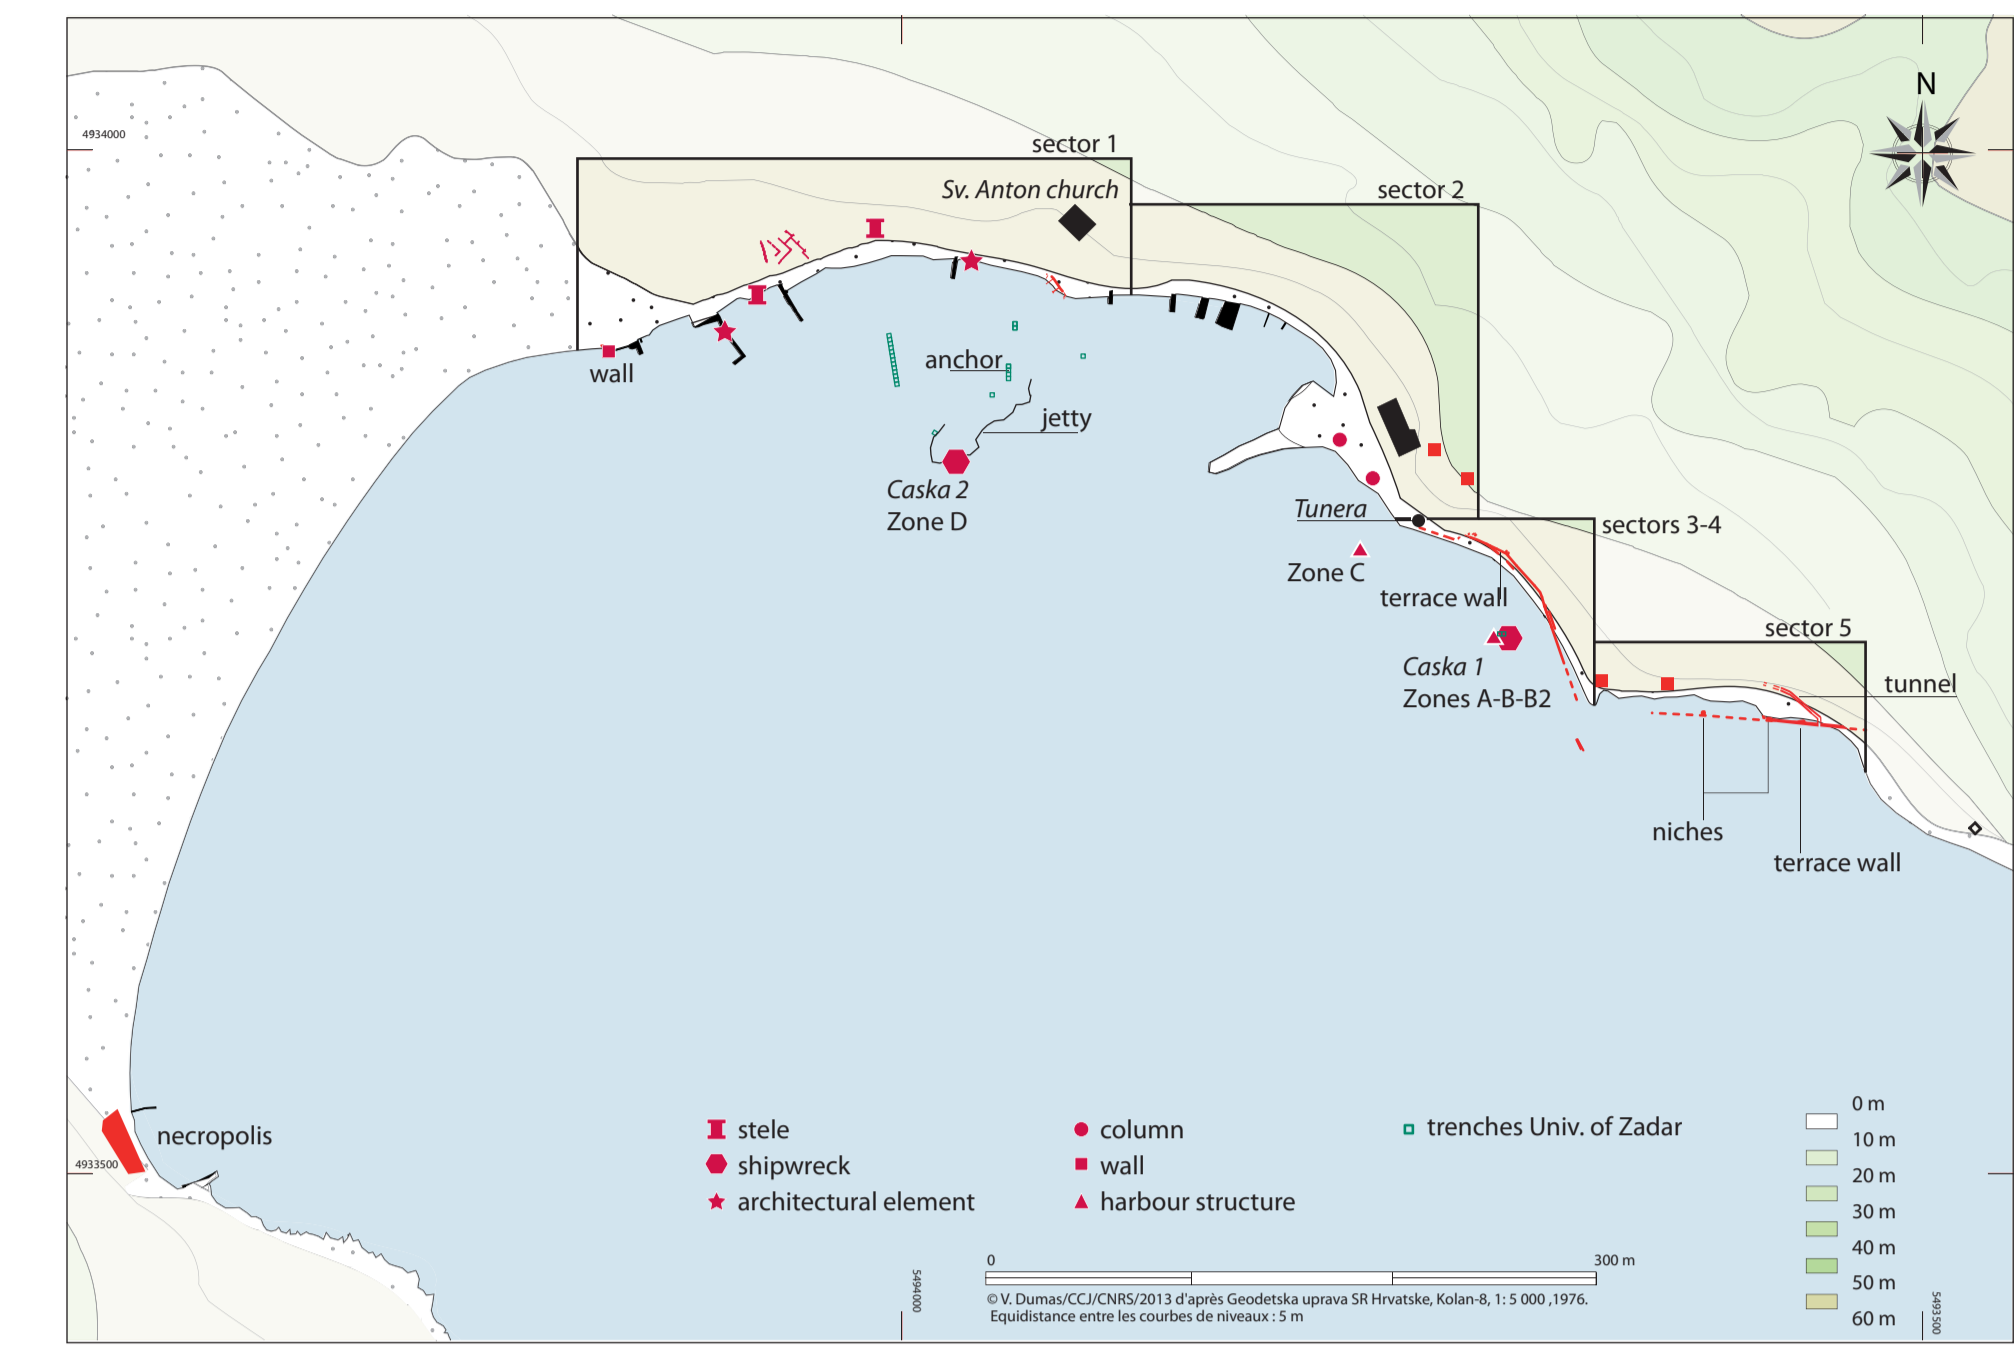 N
4934000
sector 1
Sv. Anton church
sector 2
wall
anchor
jetty
Caska 2
Zone D
Tunera
sectors 3-4
Zone C
terrace wall
sector 5
Caska 1
Zones A-B-B2
tunnel
niches
terrace wall
necropolis
4933500
stele
shipwreck
architectural element
column
wall
harbour structure
trenches Univ. of Zadar
0 m
10 m
20 m
30 m
40 m
50 m
60 m
0
300 m
© V. Dumas/CCJ/CNRS/2013 d'après Geodetska uprava SR Hrvatske, Kolan-8, 1: 5 000 ,1976.
Equidistance entre les courbes de niveaux : 5 m
5494000
5493500